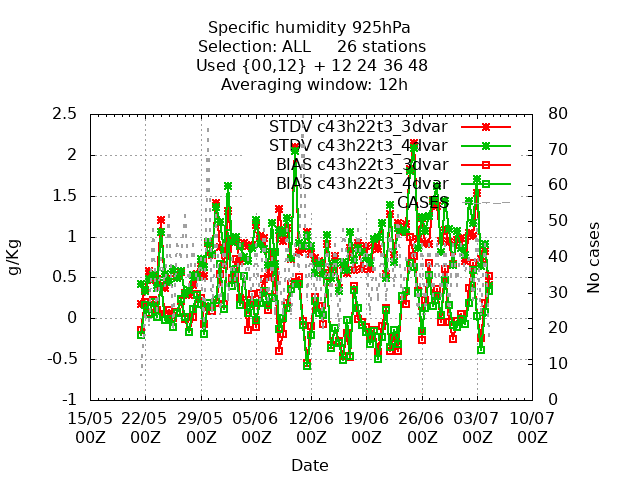 Specific humidity 925hPa
Selection: ALL 26 stations
Used {00,12} + 12 24 36 48
Averaging window: 12h
STDV c43h22t3_3dvar
STDV c43h22t3_4dvar
BIAS c43h22t3_3dvar
BIAS c43h22t3_4dvar
CASES
g/Kg
2.5
2
1.5
1
0.5
0
-0.5
-1
No cases
80
70
60
50
40
30
20
10
0
15/05 22/05 29/05 05/06 12/06 19/06 26/06 03/07 10/07
00Z 00Z 00Z 00Z 00Z 00Z 00Z 00Z 00Z
Date